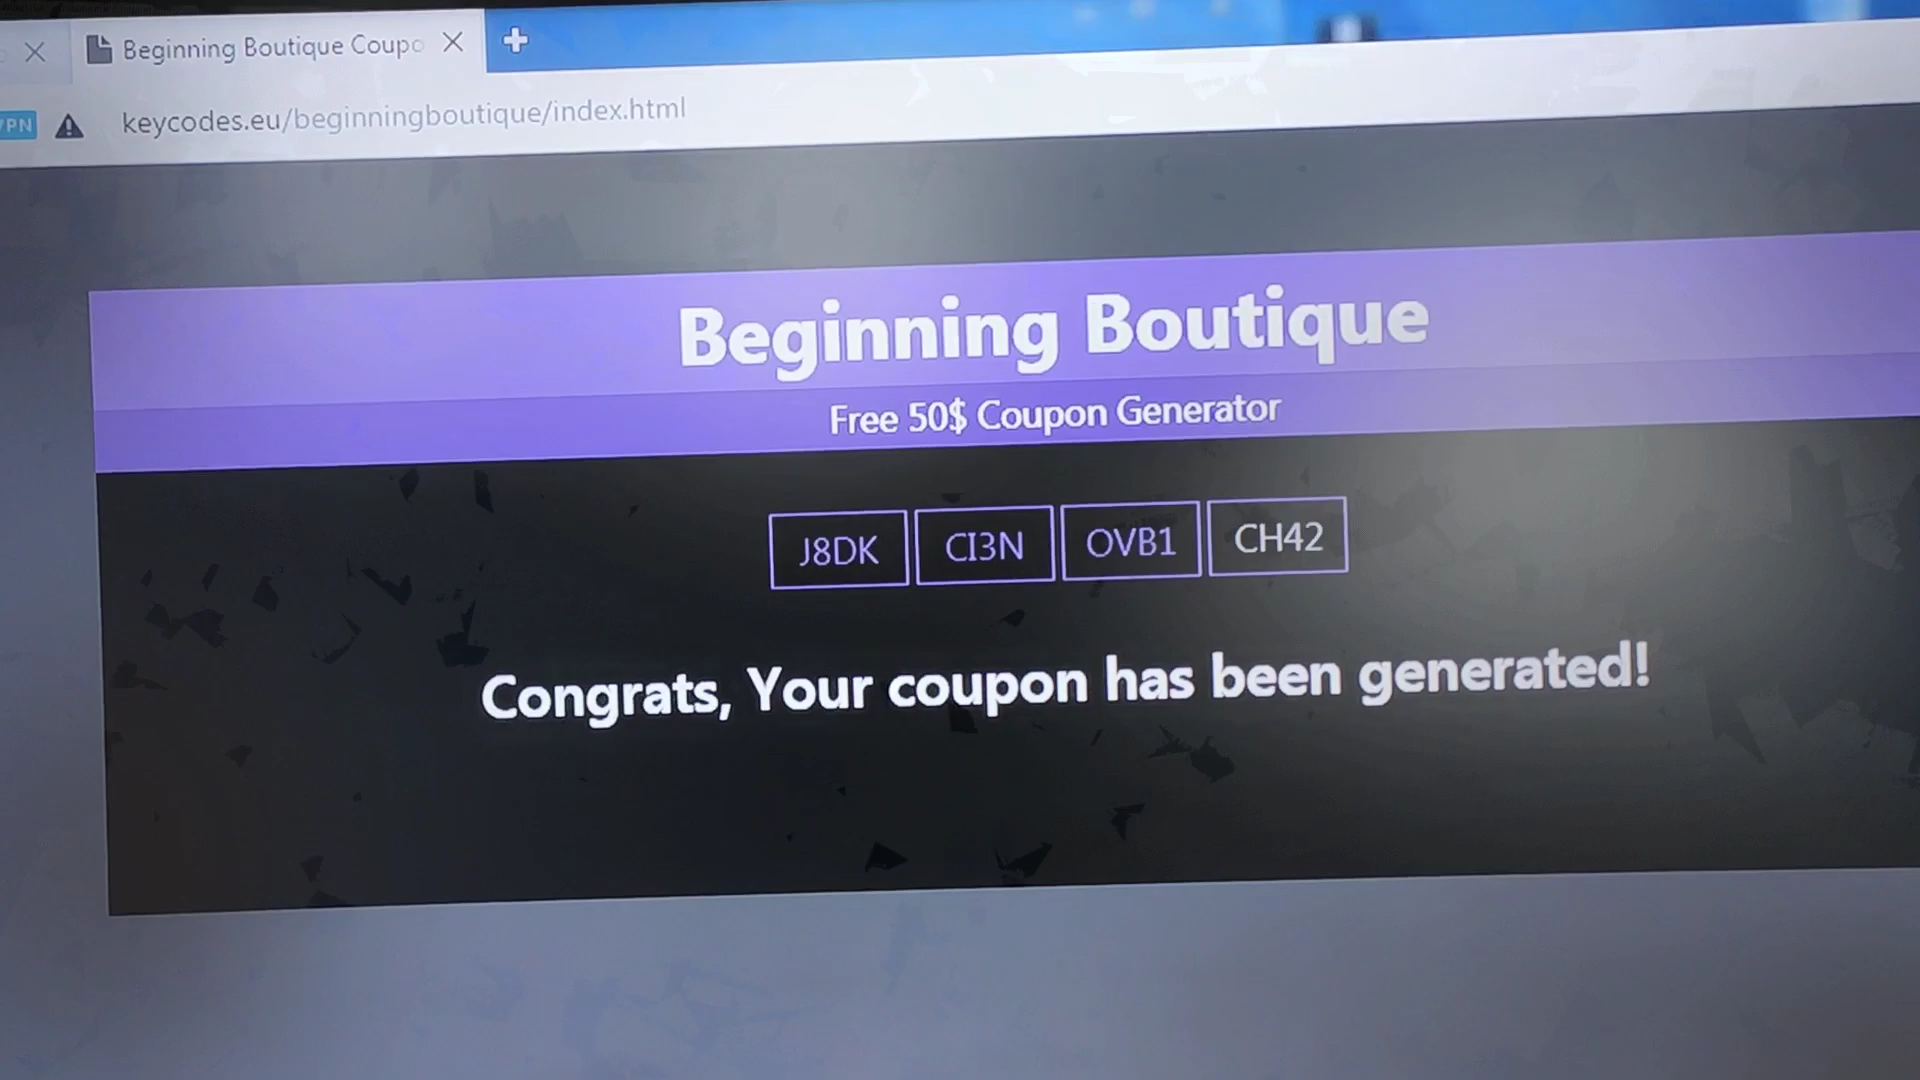 Beginning Boutique Coupo
VPN
keycodes.eu/beginningboutique/index.html
Beginning Boutique
Free 50$ Coupon Generator
J8DK CI3N OVB1 CH42
Congrats, Your coupon has been generated!